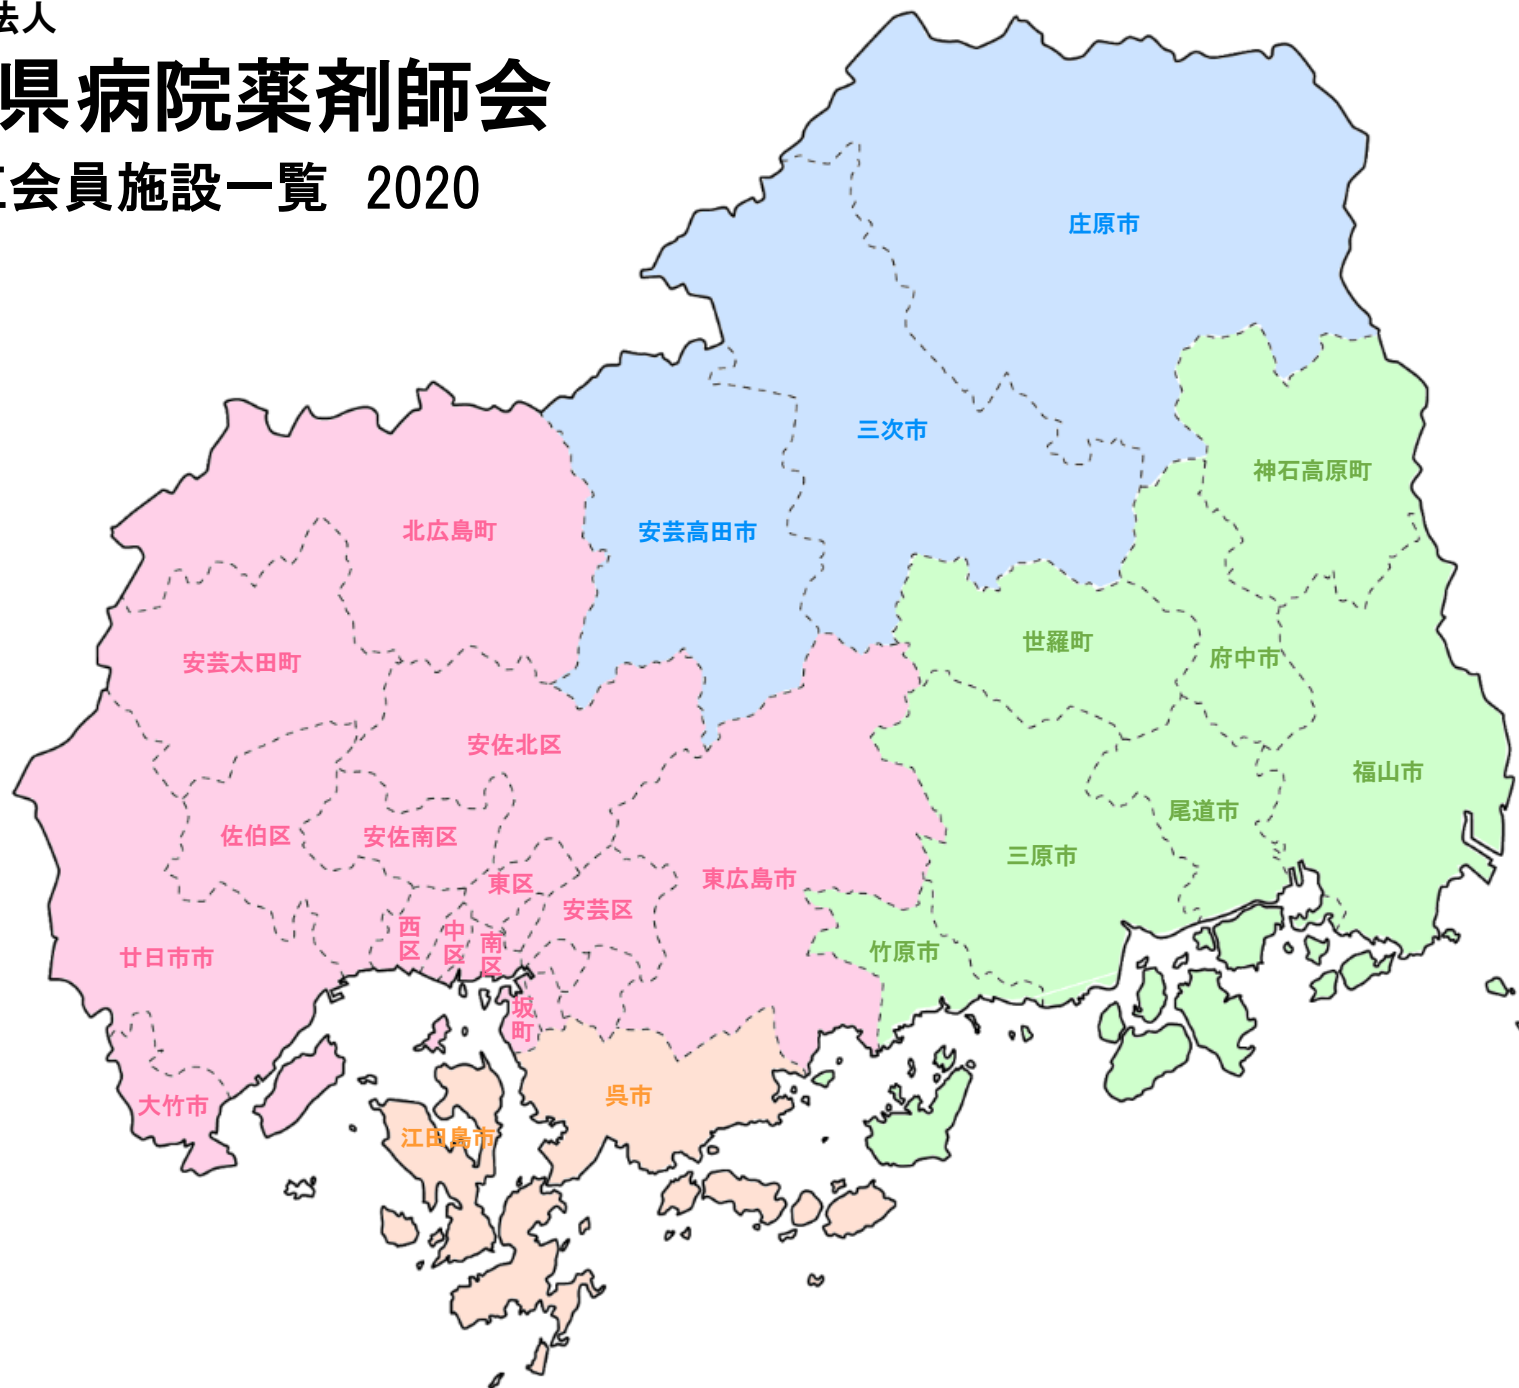 法人
県病院薬剤師会
会員施設一覧　2020
庄原市
三次市
神石高原町
北広島町
安芸高田市
世羅町
府中市
安芸太田町
安佐北区
福山市
尾道市
佐伯区
安佐南区
三原市
東区
東広島市
安芸区
西区
中区
南区
竹原市
廿日市市
坂町
呉市
大竹市
江田島市